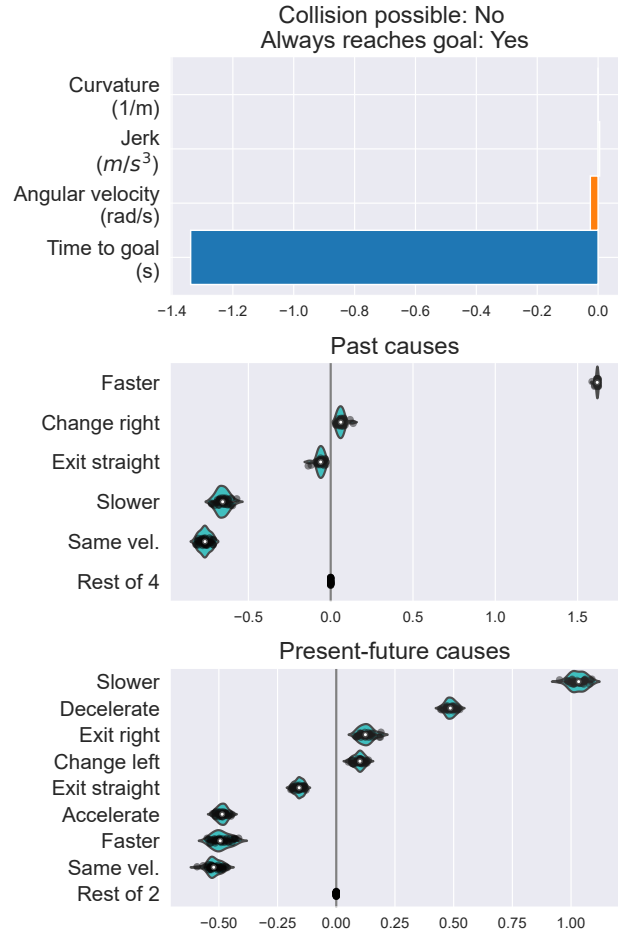 Collision possible: No
Always reaches goal: Yes
Curvature
(1/m)
Jerk
(m/s³)
Angular velocity
(rad/s)
Time to goal
(s)
−1.4 −1.2 −1.0 −0.8 −0.6 −0.4 −0.2 0.0
Past causes
Faster
Change right
Exit straight
Slower
Same vel.
Rest of 4
−0.5 0.0 0.5 1.0 1.5
Present-future causes
Slower
Decelerate
Exit right
Change left
Exit straight
Accelerate
Faster
Same vel.
Rest of 2
−0.50 −0.25 0.00 0.25 0.50 0.75 1.00